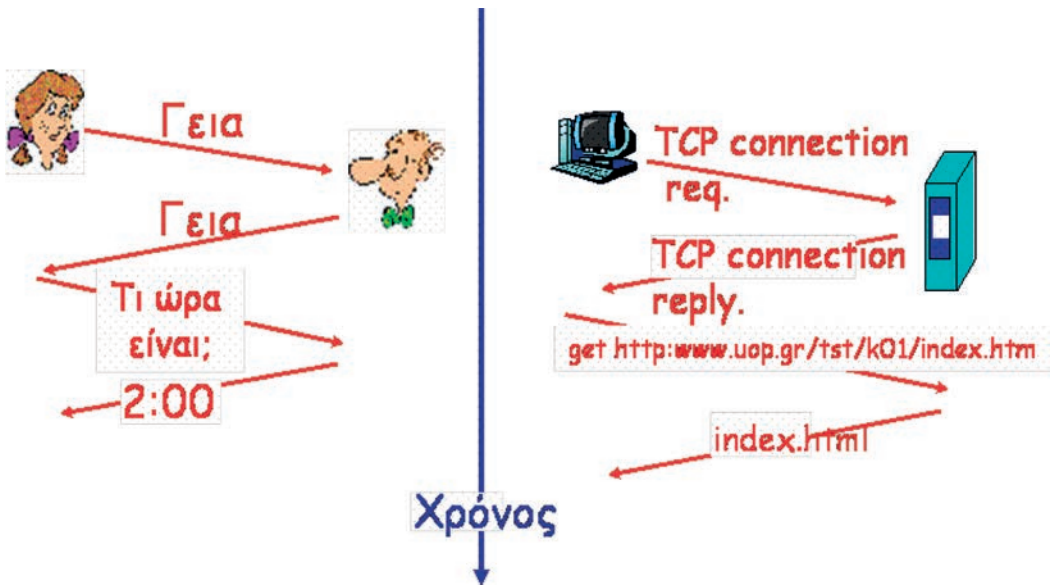 Γεια
Γεια
Τι ώρα
είναι;
2:00
TCP connection
req.
TCP connection
reply.
get http:www.uop.gr/tst/k01/index.htm
index.html
Χρόνος